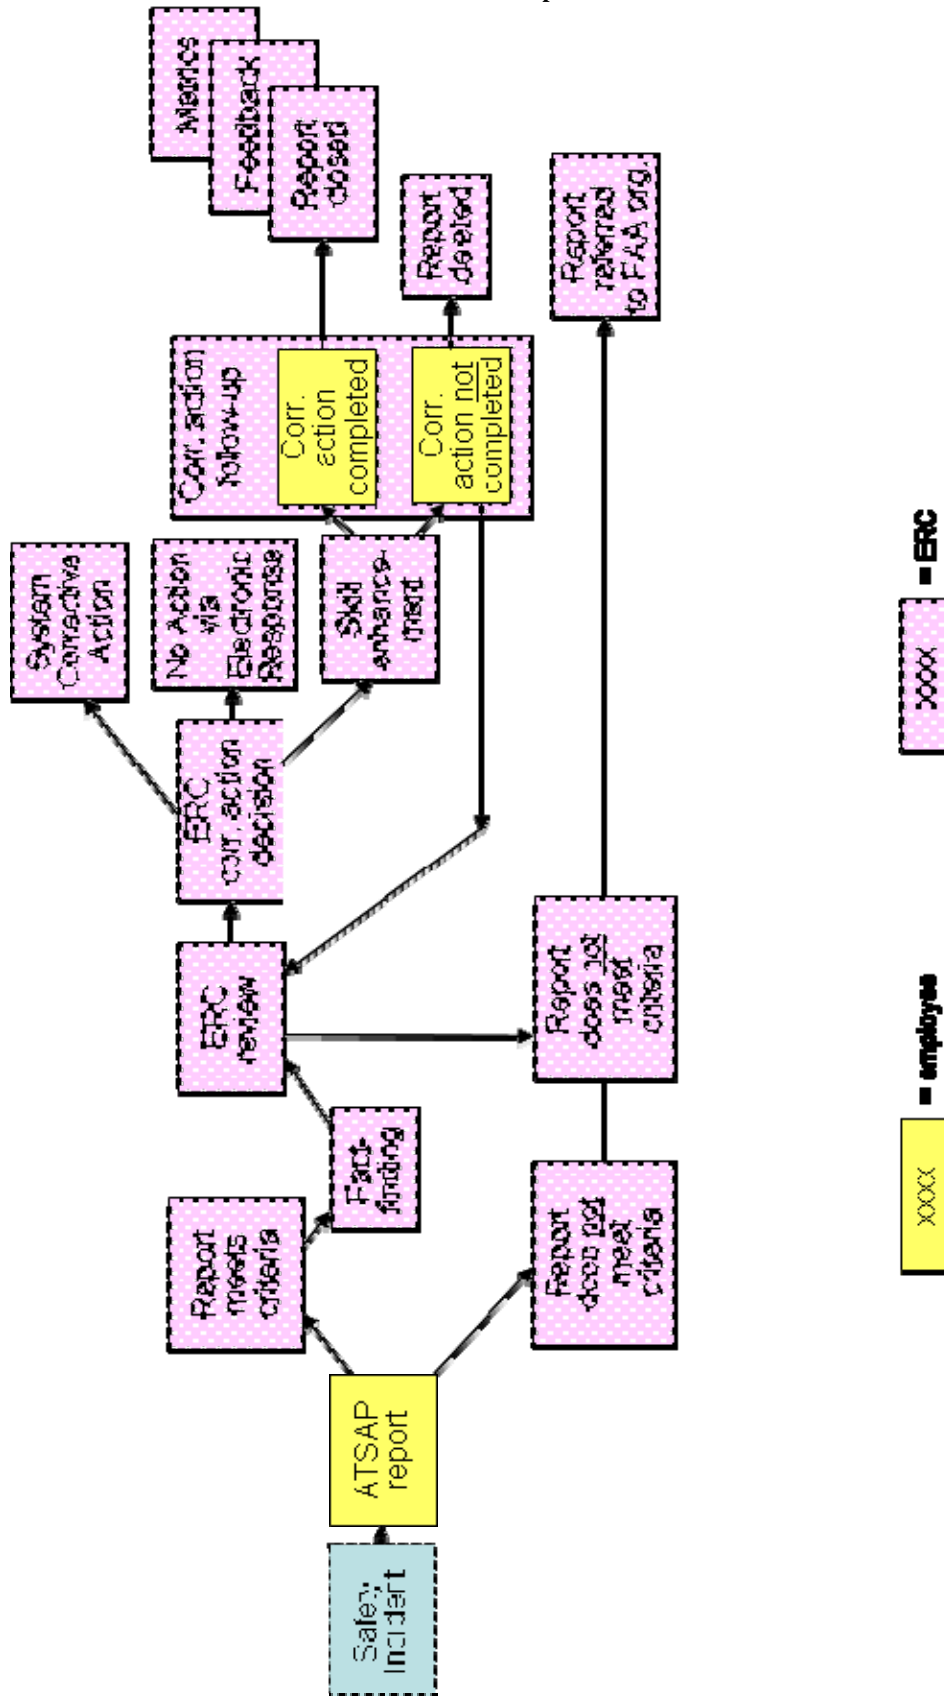 Safety
Incident
ATSAP
report
Report
meets
criteria
Report
does not
meet
criteria
Fact-
finding
ERC
review
Report
does not
meet
criteria
ERC
corr. action
decision
System
Corrective
Action
No Action
via
Electronic
Response
Skill
enhance-
ment
Corr. action
follow-up
Corr.
action
completed
Corr.
action not
completed
Metrics
Feedback
Report
closed
Report
deleted
Report
referred
to FAA org.
xxxx
= employee
xxxx
= ERC